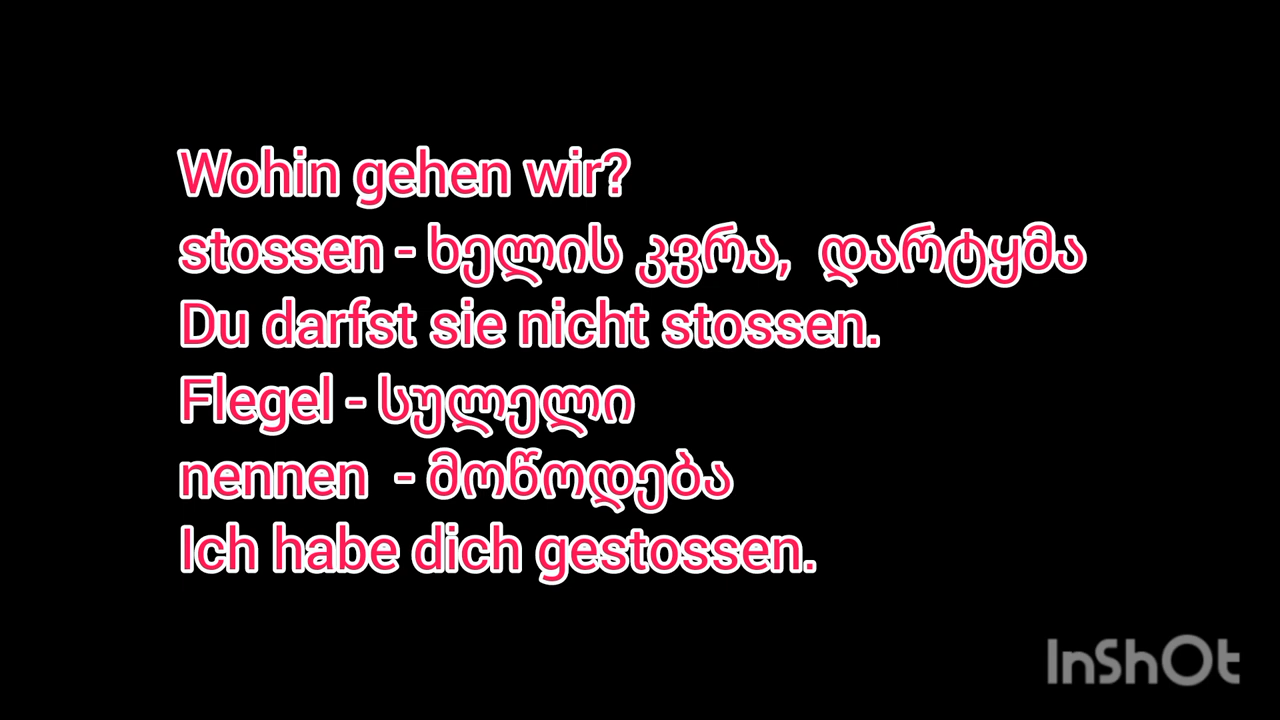 Wohin gehen wir?
stossen - ხელის კვრა, დარტყმა
Du darfst sie nicht stossen.
Flegel - სულელი
nennen - მოწოდება
Ich habe dich gestossen.
InShOt